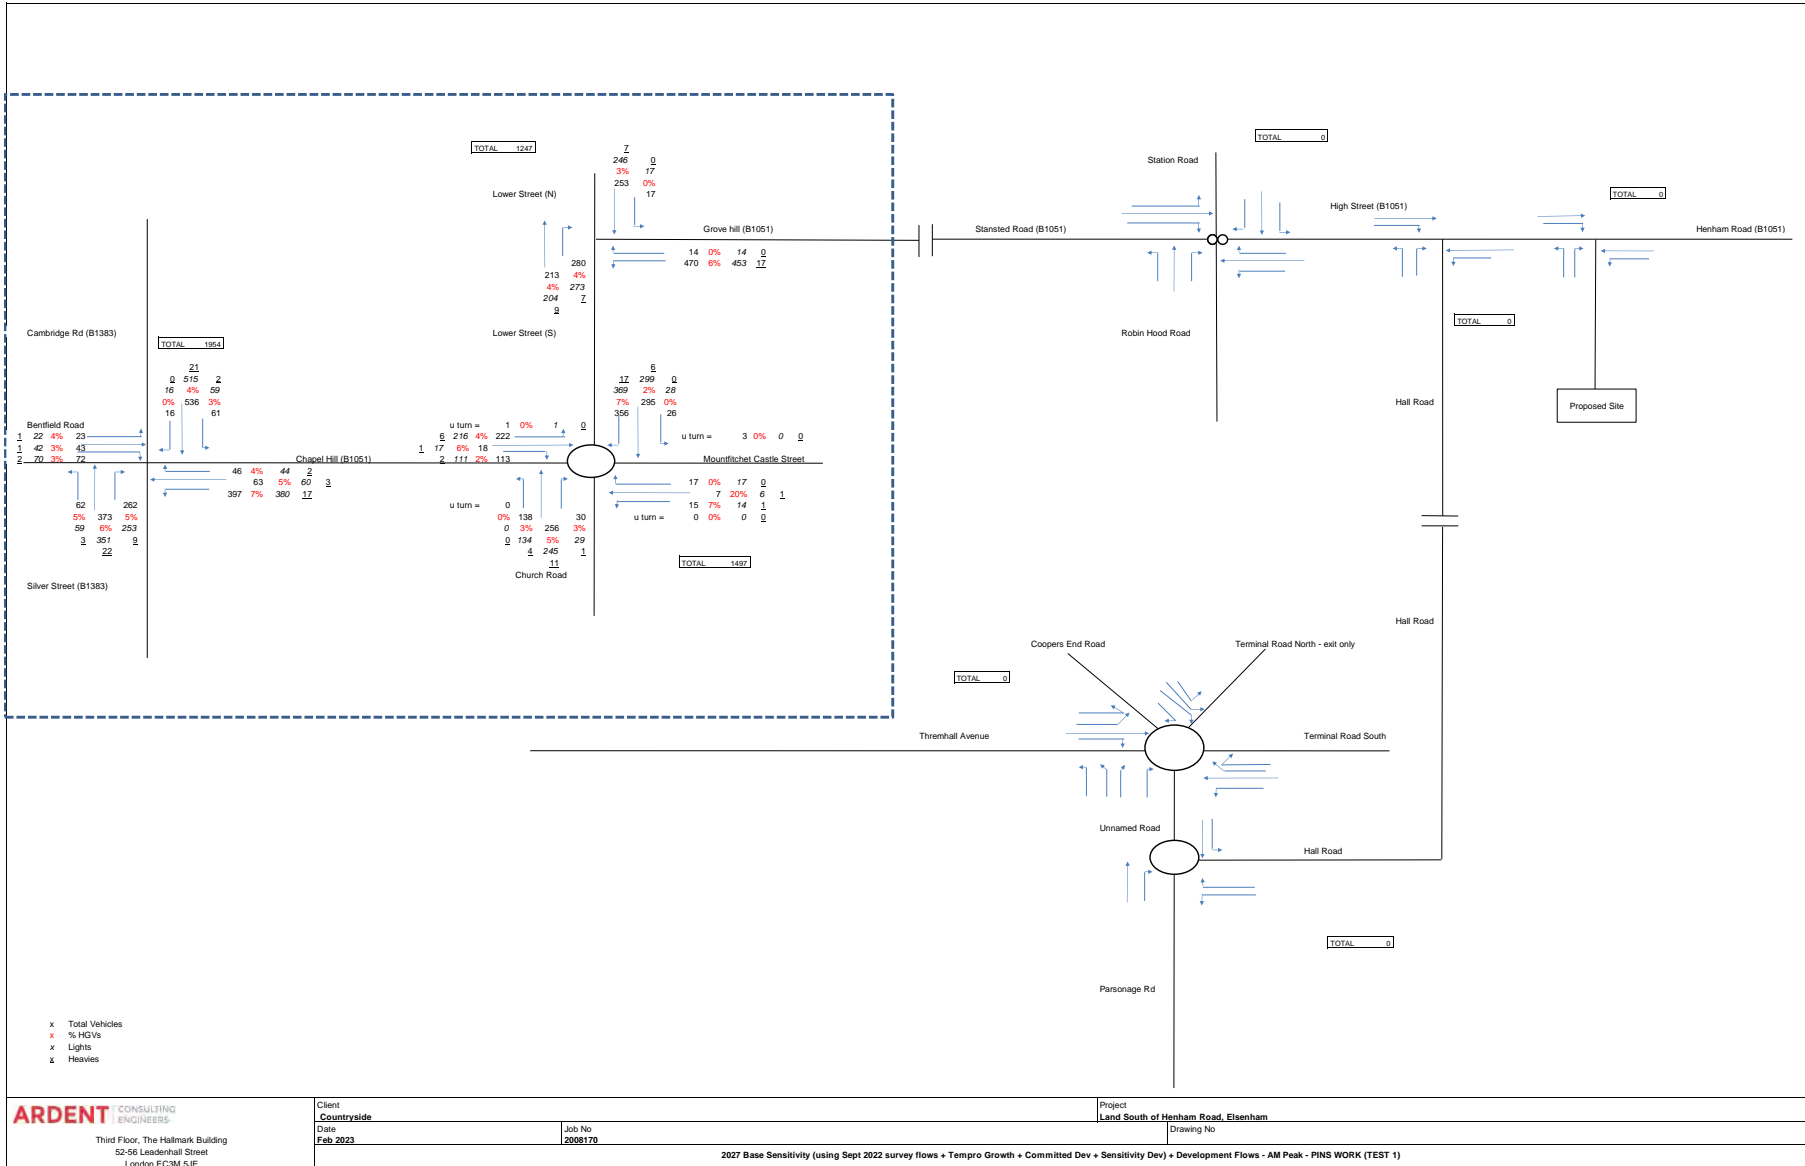 TOTAL 1247
7
246 0
3% 17
253 0%
17
Lower Street (N)
Grove hill (B1051)
14 0% 14 0
470 6% 453 17
280
213 4%
4% 273
204 7
9
Lower Street (S)
Cambridge Rd (B1383)
TOTAL 1954
21
0 515 2
16 4% 59
0% 536 3%
16 61
Bentfield Road
1 22 4% 23
1 42 3% 43
2 70 3% 72
Chapel Hill (B1051)
46 4% 44 2
63 5% 60 3
397 7% 380 17
62 262
5% 373 5%
59 6% 253
3 351 9
22
Silver Street (B1383)
6
17 299 0
369 2% 28
7% 295 0%
356 26
u turn = 1 0% 1 0
6 216 4% 222
1 17 6% 18
2 111 2% 113
u turn = 3 0% 0 0
Mountfitchet Castle Street
17 0% 17 0
7 20% 6 1
15 7% 14 1
u turn = 0 0% 0 0
u turn = 0
0% 138 30
0 3% 256 3%
0 134 5% 29
4 245 1
11
Church Road
TOTAL 1497
TOTAL 0
Station Road
High Street (B1051)
TOTAL 0
Stansted Road (B1051)
Henham Road (B1051)
Robin Hood Road
TOTAL 0
Hall Road
Proposed Site
Hall Road
Coopers End Road
Terminal Road North - exit only
TOTAL 0
Thremhall Avenue
Terminal Road South
Unnamed Road
Hall Road
TOTAL 0
Parsonage Rd
x Total Vehicles
x % HGVs
x Lights
x Heavies
ARDENT CONSULTING ENGINEERS
Third Floor, The Hallmark Building
52-56 Leadenhall Street
London EC3M 5JE
Client
Countryside
Project
Land South of Henham Road, Elsenham
Date
Feb 2023
Job No
2008170
Drawing No
2027 Base Sensitivity (using Sept 2022 survey flows + Tempro Growth + Committed Dev + Sensitivity Dev) + Development Flows - AM Peak - PINS WORK (TEST 1)